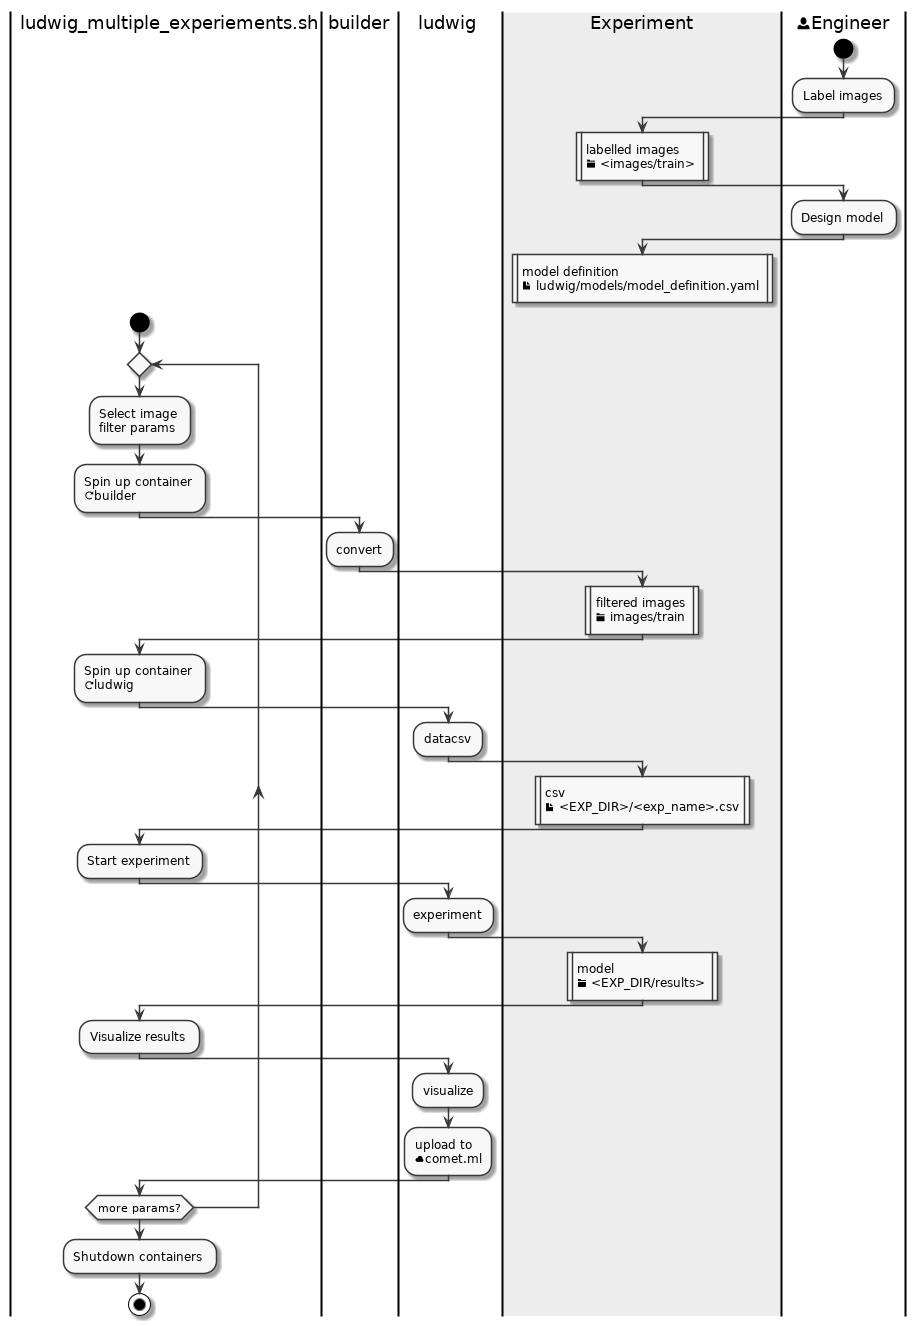 ludwig_multiple_experiements.sh
builder
ludwig
Experiment
Engineer
Label images
labelled images
<images/train>
Design model
model definition
ludwig/models/model_definition.yaml
Select image
filter params
Spin up container
builder
convert
filtered images
images/train
Spin up container
ludwig
datacsv
csv
<EXP_DIR>/<exp_name>.csv
Start experiment
experiment
model
<EXP_DIR/results>
Visualize results
visualize
upload to
comet.ml
more params?
Shutdown containers